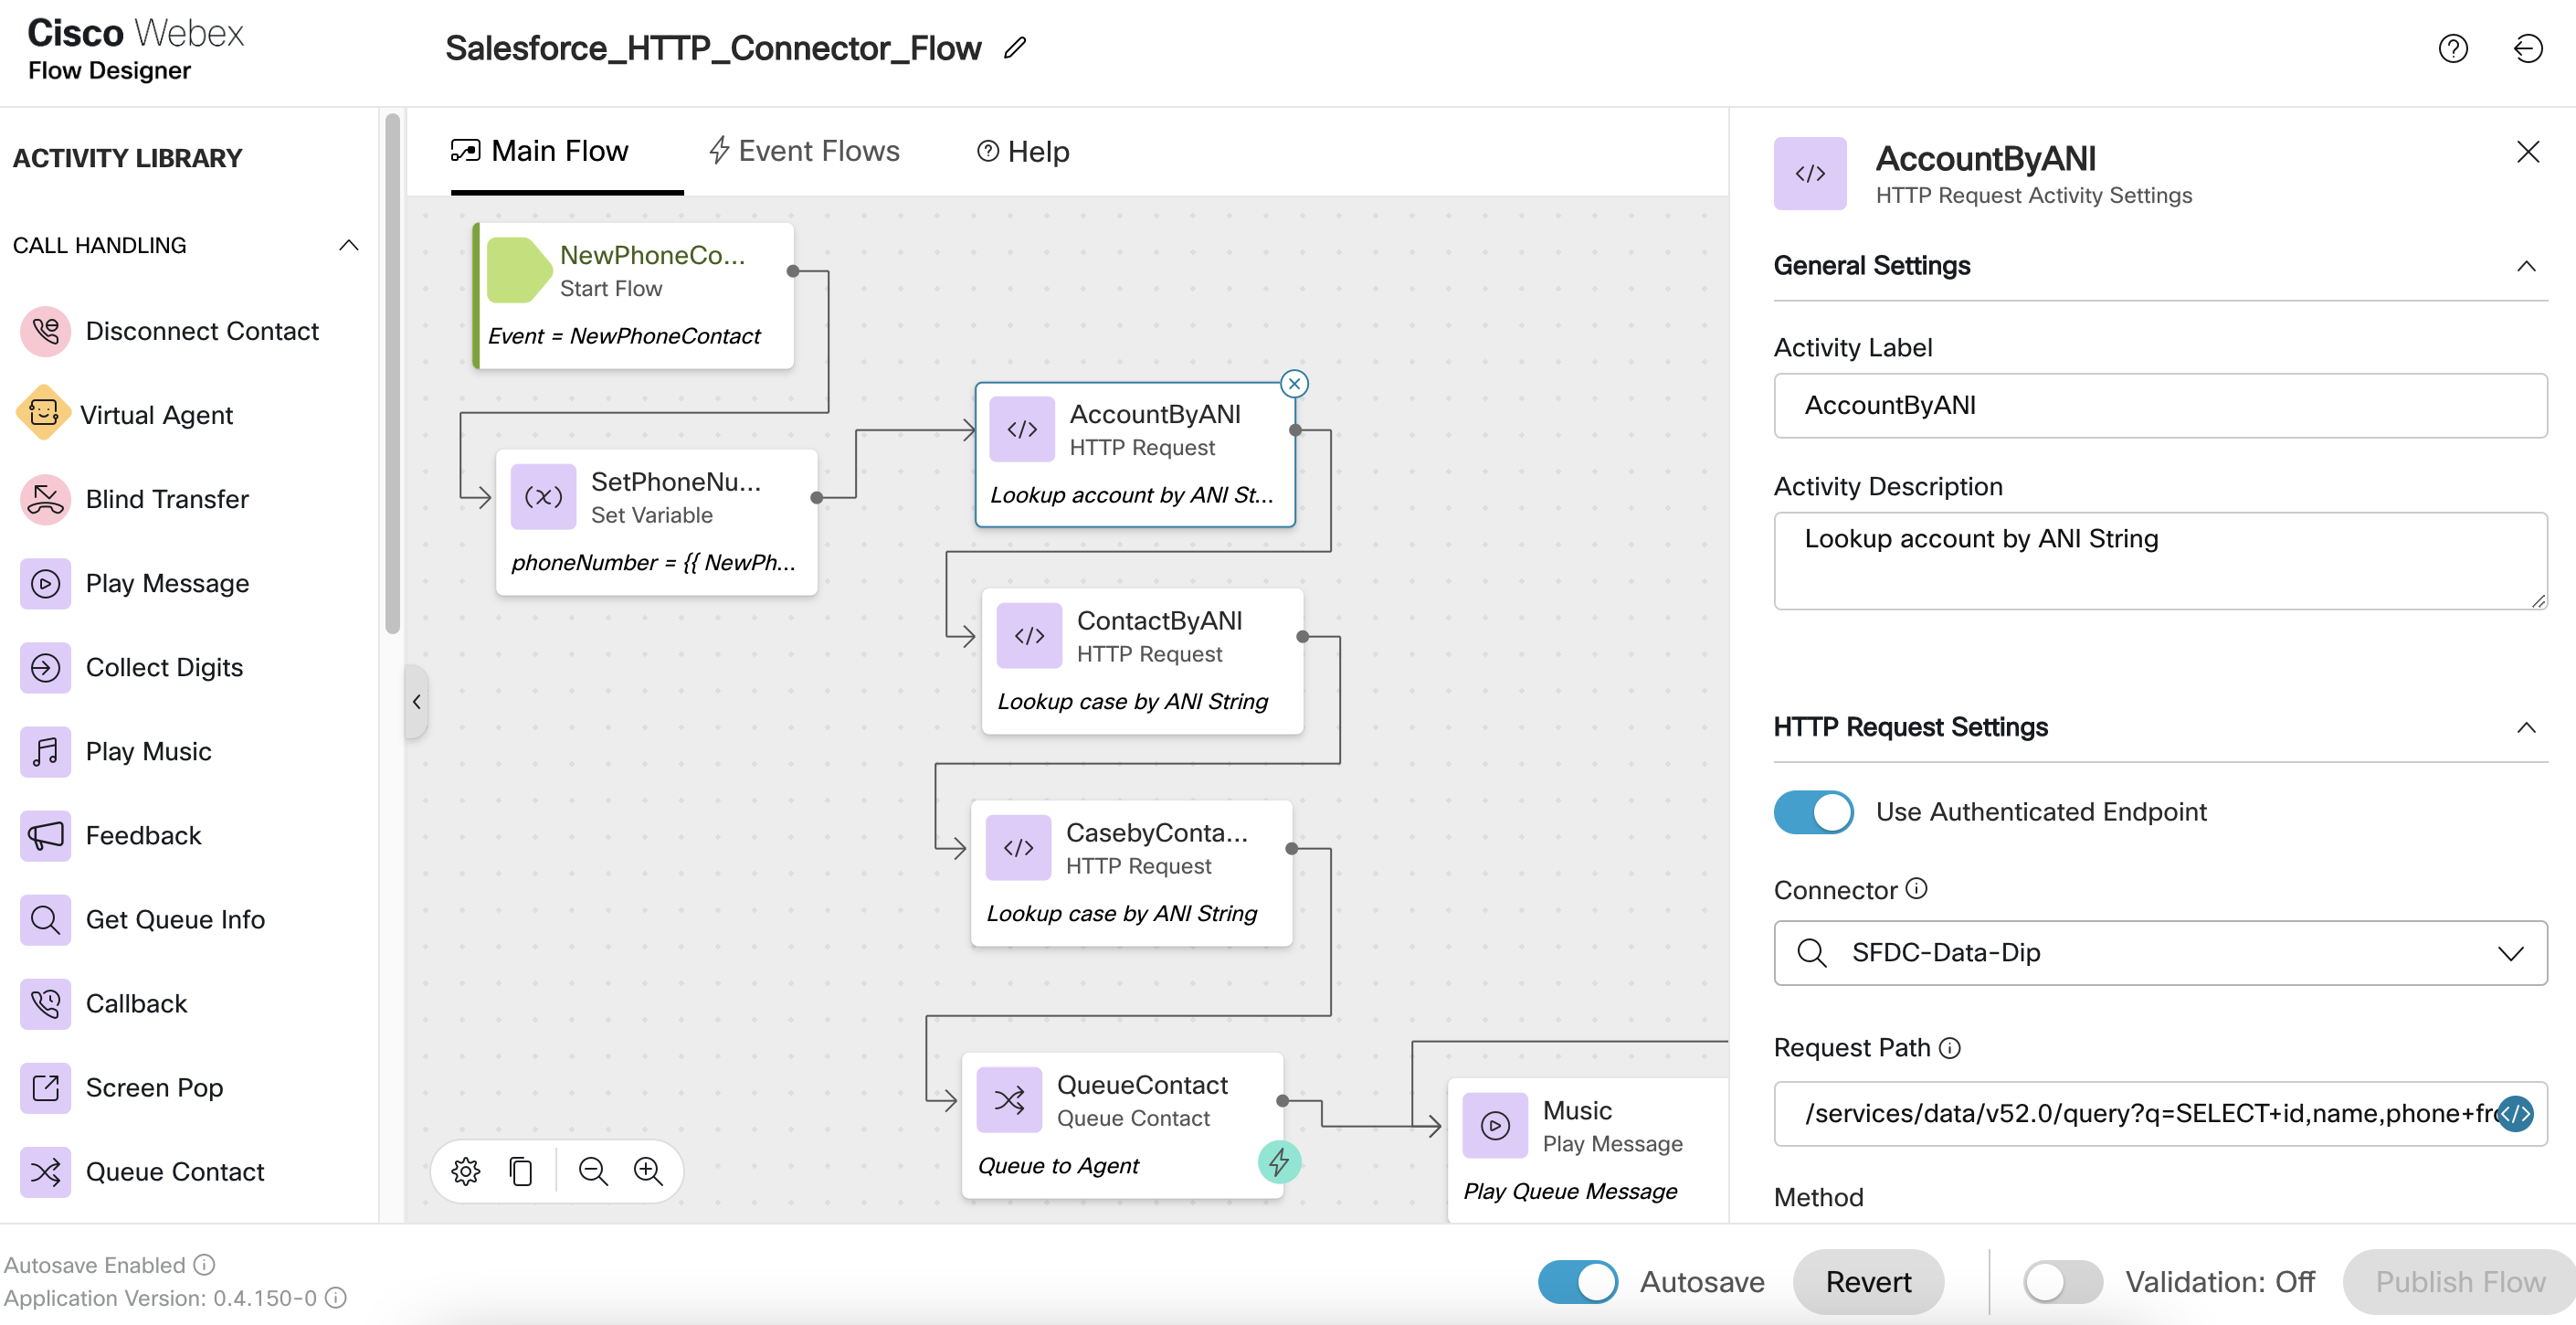 Cisco Webex
Flow Designer
Salesforce_HTTP_Connector_Flow
ACTIVITY LIBRARY
CALL HANDLING
Disconnect Contact
Virtual Agent
Blind Transfer
Play Message
Collect Digits
Play Music
Feedback
Get Queue Info
Callback
Screen Pop
Queue Contact
Main Flow
Event Flows
Help
NewPhoneCo...
Start Flow
Event = NewPhoneContact
SetPhoneNu...
Set Variable
phoneNumber = {{ NewPh...
AccountByANI
HTTP Request
Lookup account by ANI St...
ContactByANI
HTTP Request
Lookup case by ANI String
CasebyConta...
HTTP Request
Lookup case by ANI String
QueueContact
Queue Contact
Queue to Agent
Music
Play Message
Play Queue Message
AccountByANI
HTTP Request Activity Settings
General Settings
Activity Label
AccountByANI
Activity Description
Lookup account by ANI String
HTTP Request Settings
Use Authenticated Endpoint
Connector
SFDC-Data-Dip
Request Path
/services/data/v52.0/query?q=SELECT+id,name,phone+fro
Method
Autosave Enabled
Application Version: 0.4.150-0
Autosave
Revert
Validation: Off
Publish Flow